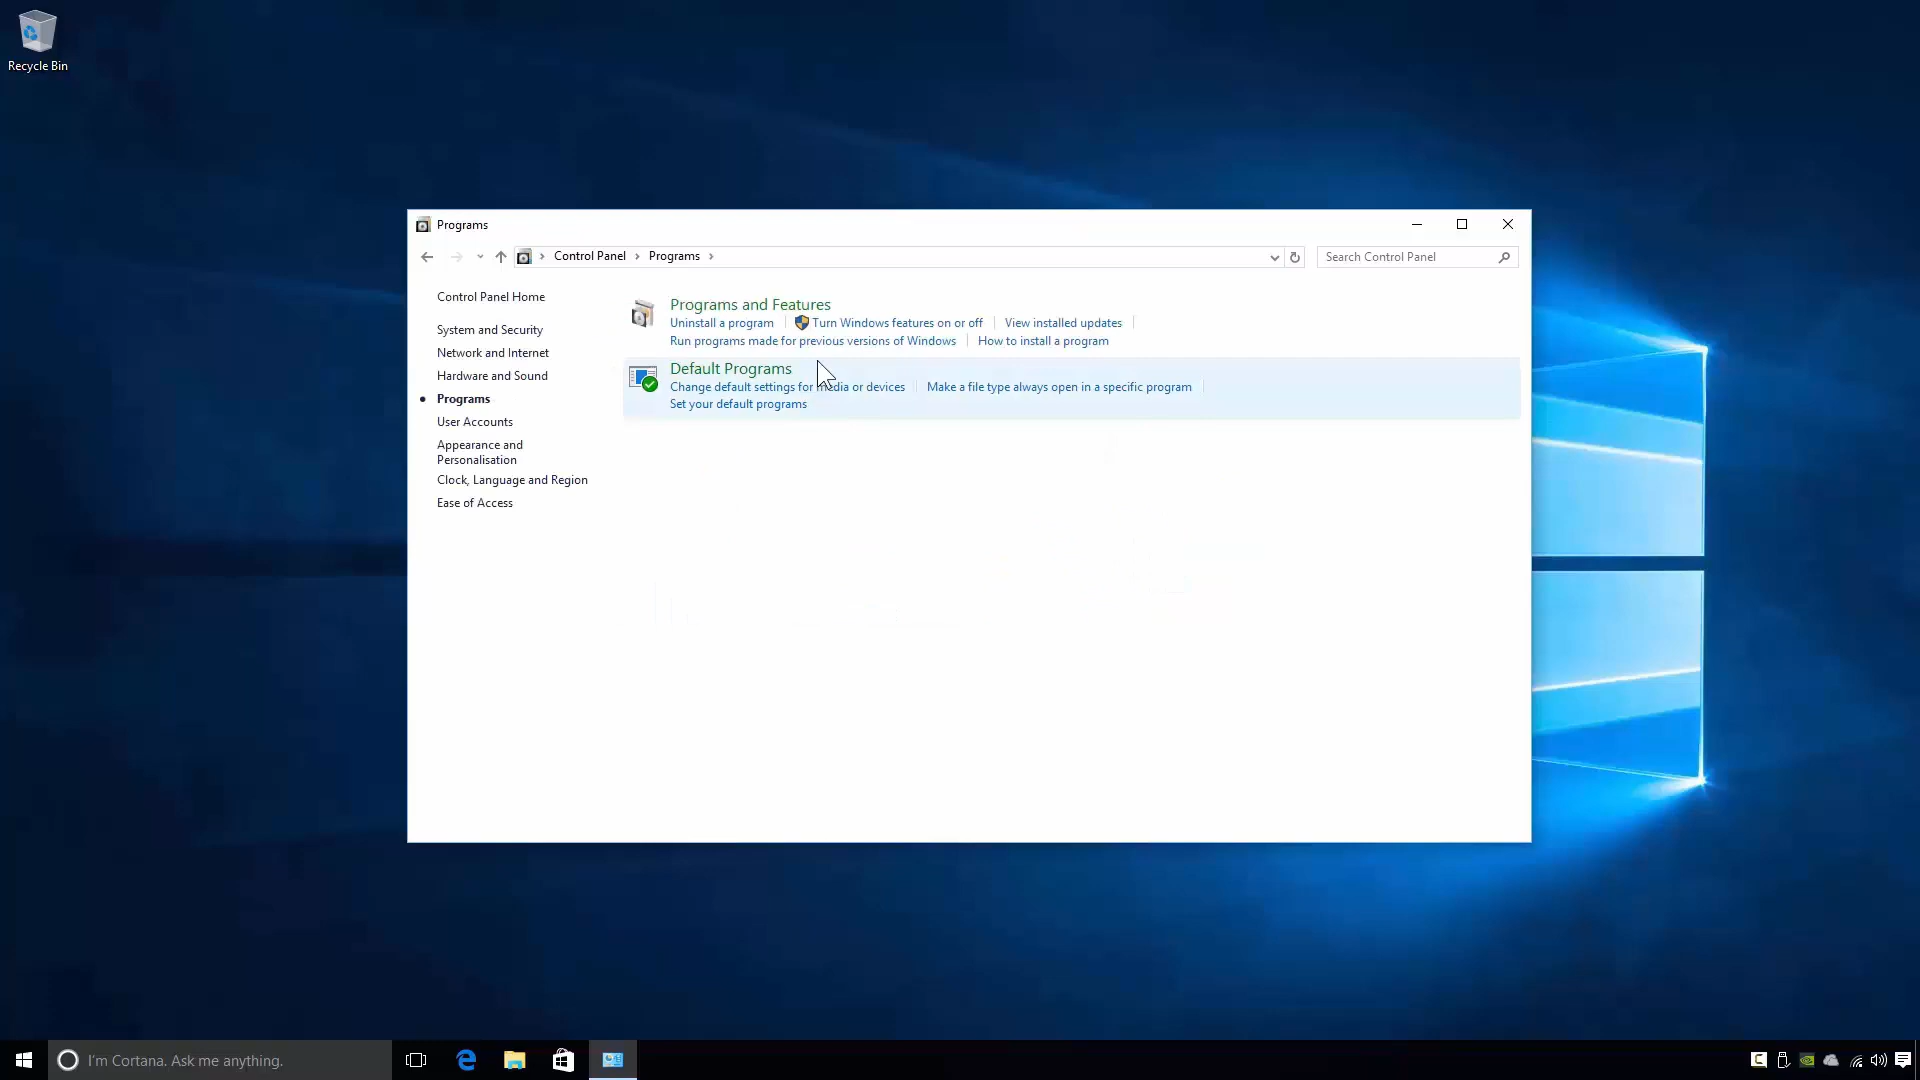 Recycle Bin
Programs
Control Panel Programs
Search Control Panel
Control Panel Home
System and Security
Network and Internet
Hardware and Sound
Programs
User Accounts
Appearance and
Personalisation
Clock, Language and Region
Ease of Access
Programs and Features
Uninstall a program Turn Windows features on or off View installed updates
Run programs made for previous versions of Windows How to install a program
Default Programs
Change default settings for media or devices Make a file type always open in a specific program
Set your default programs
I'm Cortana. Ask me anything.